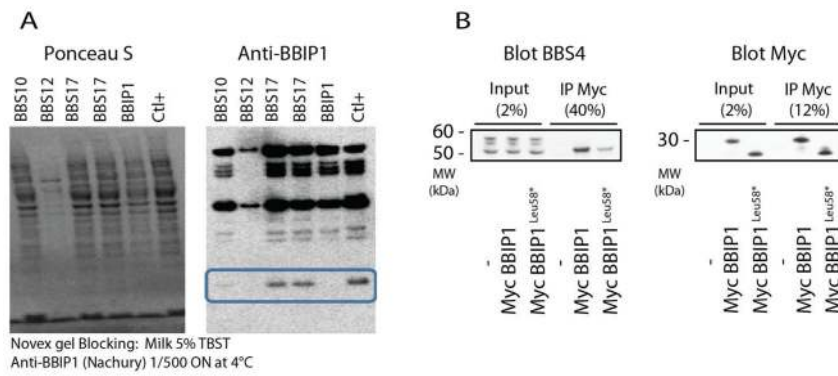 A
Ponceau S
Anti-BBIP1
BBS10
BBS12
BBS17
BBS17
BBIP1
Ctl+
BBS10
BBS12
BBS17
BBS17
BBIP1
Ctl+
Novex gel Blocking: Milk 5% TBST
Anti-BBIP1 (Nachury) 1/500 ON at 4°C
B
Blot BBS4
Input
(2%)
IP Myc
(40%)
60 -
50 -
MW
(kDa)
-
Myc BBIP1
Myc BBIP1 Leu58*
-
Myc BBIP1
Myc BBIP1 Leu58*
Blot Myc
Input
(2%)
IP Myc
(12%)
30 -
MW
(kDa)
-
Myc BBIP1
Myc BBIP1 Leu58*
-
Myc BBIP1
Myc BBIP1 Leu58*